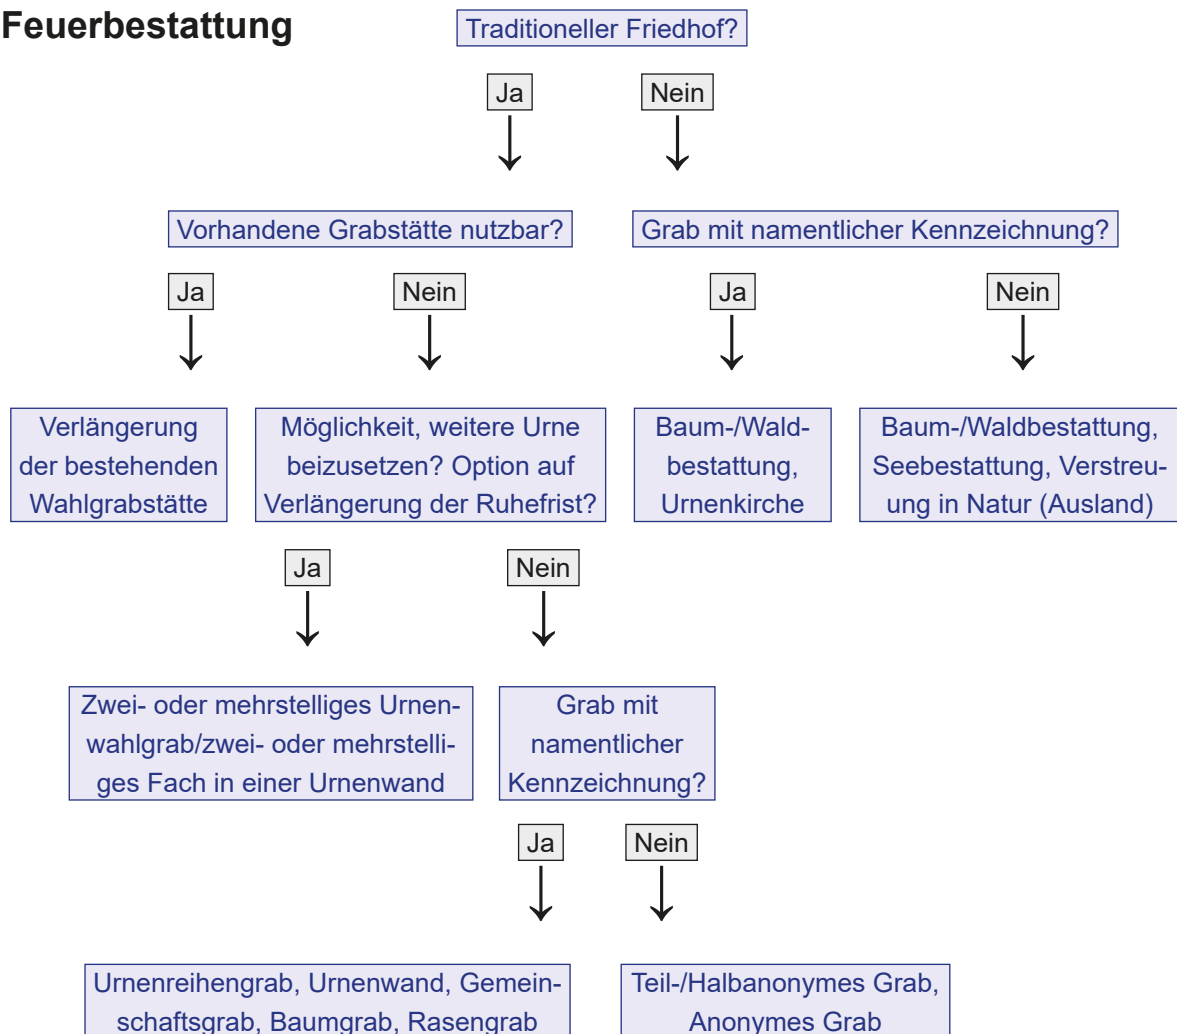 Feuerbestattung
Traditioneller Friedhof?
Ja
Nein
Vorhandene Grabstätte nutzbar?
Grab mit namentlicher Kennzeichnung?
Ja
Nein
Ja
Nein
Verlängerung
der bestehenden
Wahlgrabstätte
Möglichkeit, weitere Urne
beizusetzen? Option auf
Verlängerung der Ruhefrist?
Baum-/Wald-
bestattung,
Urnenkirche
Baum-/Waldbestattung,
Seebestattung, Verstreu-
ung in Natur (Ausland)
Ja
Nein
Zwei- oder mehrstelliges Urnen-
wahlgrab/zwei- oder mehrstelli-
ges Fach in einer Urnenwand
Grab mit
namentlicher
Kennzeichnung?
Ja
Nein
Urnenreihengrab, Urnenwand, Gemein-
schaftsgrab, Baumgrab, Rasengrab
Teil-/Halbanonymes Grab,
Anonymes Grab